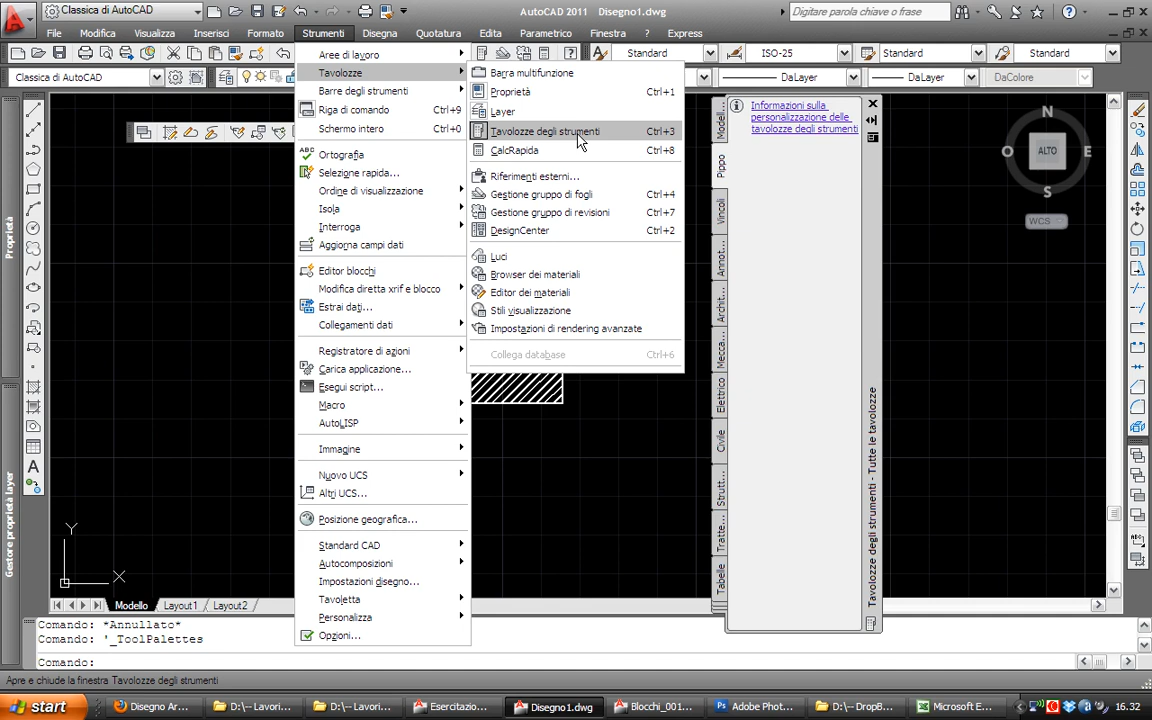 Classica di AutoCAD
AutoCAD 2011 Disegno1.dwg
Digitare parola chiave o frase
File
Modifica
Visualizza
Inserisci
Formato
Strumenti
Disegna
Quotatura
Edita
Parametro
Finestra
?
Express
Standard
ISO-25
Standard
Standard
Classica di AutoCAD
DaLayer
DaLayer
DaColore
Aree di lavoro
Tavolozze
Barre degli strumenti
Riga di comando Ctrl+9
Schermo intero Ctrl+0
Ortografia
Selezione rapida...
Ordine di visualizzazione
Isola
Interroga
Aggiorna campi dati
Editor blocchi
Modifica diretta xrif e blocco
Estrai dati...
Collegamenti dati
Registratore di azioni
Carica applicazione...
Esegui script...
Macro
AutoLISP
Immagine
Nuovo UCS
Altri UCS...
Posizione geografica...
Standard CAD
Autocomposizioni
Impostazioni disegno...
Tavoletta
Personalizza
Opzioni...
Barra multifunzione
Proprietà Ctrl+1
Layer
Tavolozze degli strumenti Ctrl+3
CalcRapida Ctrl+8
Riferimenti esterni...
Gestione gruppo di fogli Ctrl+4
Gestione gruppo di revisioni Ctrl+7
DesignCenter Ctrl+2
Luci
Browser dei materiali
Editor dei materiali
Stili visualizzazione
Impostazioni di rendering avanzate
Collega database Ctrl+6
Informazioni sulla
personalizzazione delle
tavolozze degli strumenti
Modelli...
Pippo
Vincoli
Annot...
Archit...
Mecca...
Elettrico
Civile
Strutt...
Tratte...
Tabelle
Tavolozze degli strumenti - Tutte le tavolozze
N
O
ALTO
E
S
WCS
Proprietà
Gestore proprietà layer
Y
X
Modello
Layout1
Layout2
Comando: *Annullato*
Comando: '_ToolPalettes
Comando:
Apre e chiude la finestra Tavolozze degli strumenti
start
Disegno Ar...
D:\-- Lavori...
D:\-- Lavori...
Esercitazio...
Disegno1.dwg
Blocchi_001...
Adobe Phot...
D:\-- DropB...
Microsoft E...
16.32